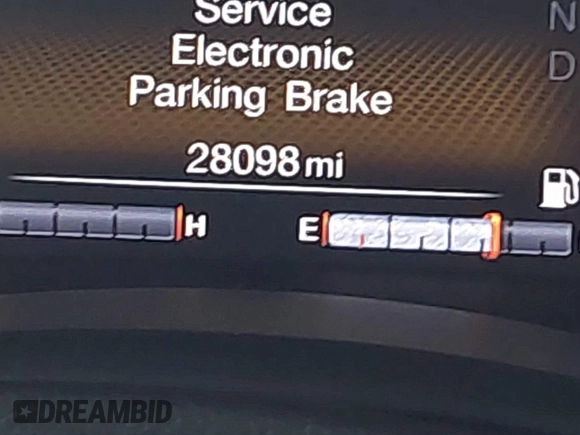 Service
N
Electronic
D
Parking Brake
28098 mi
H
E
DREAMBID